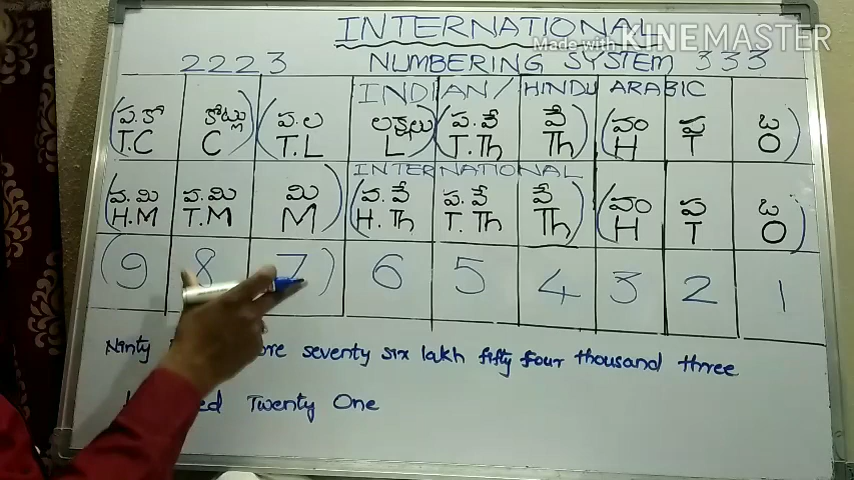 INTERNATIONAL
Made with KINEMASTER
2223 NUMBERING SYSTEM 333
INDIAN / HINDU ARABIC
(ప.కో కోట్లు) (ప.ల లక్షలు) (ప.వే వే) (వం ప ఒ)
T.C C T.L L T.Th Th H T O
INTERNATIONAL
(వ.మి ప.మి మి) (వ.వే ప.వే వే) (వం ప ఒ)
H.M T.M M H.Th T.Th Th H T O
(9 8 7) 6 5 4 3 2 1
Ninty seventy six lakh fifty four thousand three
Twenty One